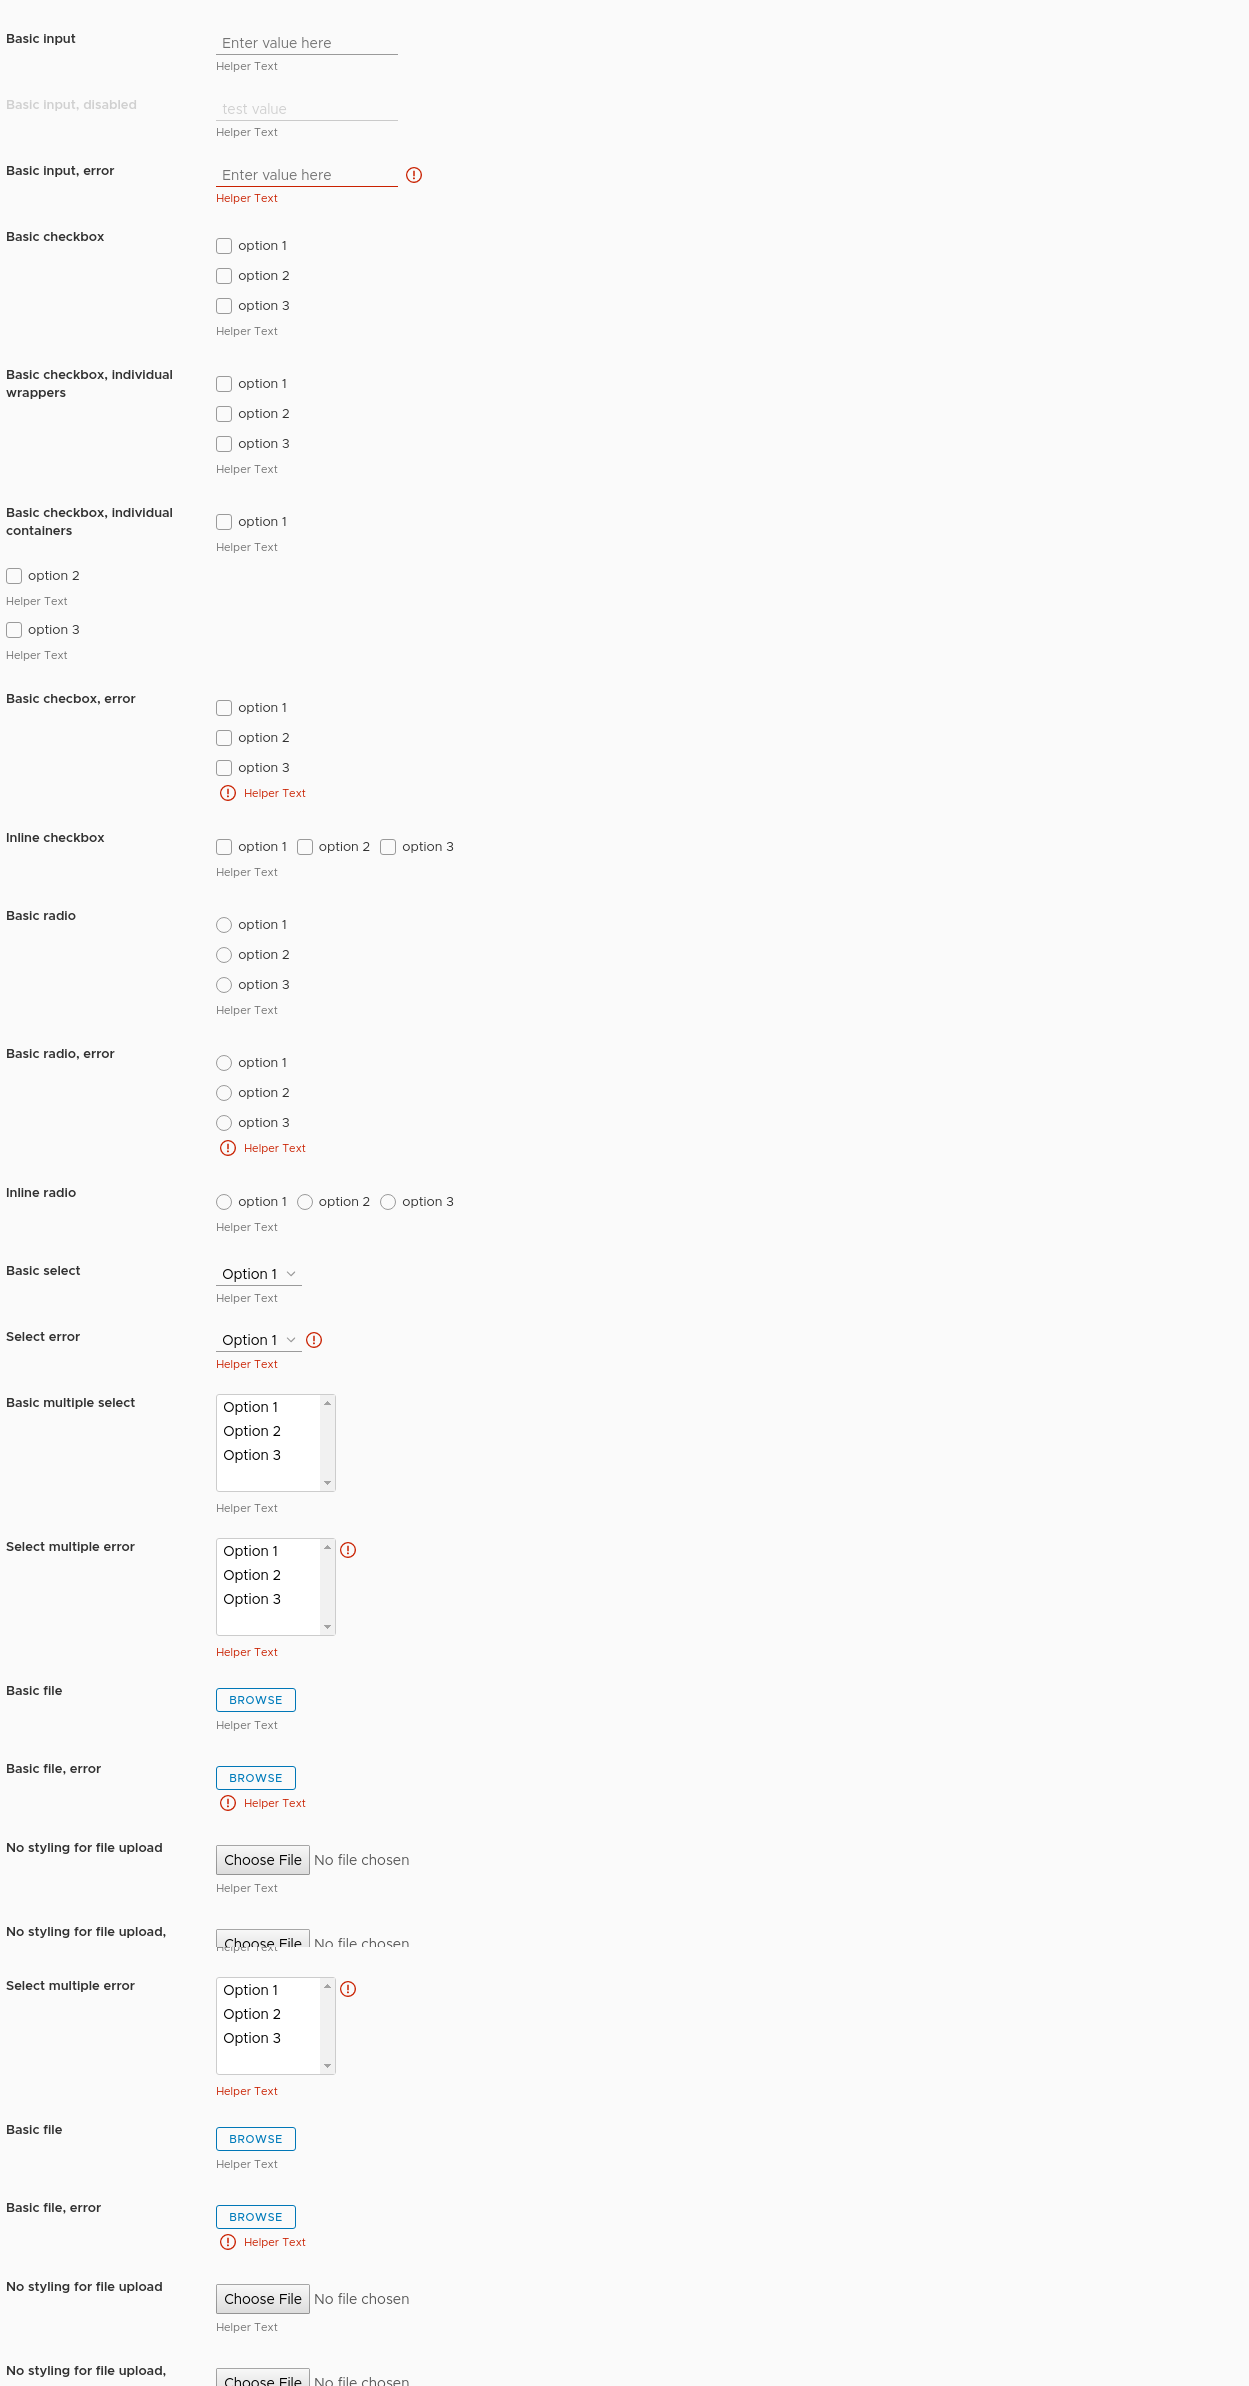 Basic input
Enter value here
Helper Text
Basic input, disabled
test value
Helper Text
Basic input, error
Enter value here
Helper Text
Basic checkbox
option 1
option 2
option 3
Helper Text
Basic checkbox, individual
wrappers
option 1
option 2
option 3
Helper Text
Basic checkbox, individual
containers
option 1
Helper Text
option 2
Helper Text
option 3
Helper Text
Basic checbox, error
option 1
option 2
option 3
Helper Text
Inline checkbox
option 1 option 2 option 3
Helper Text
Basic radio
option 1
option 2
option 3
Helper Text
Basic radio, error
option 1
option 2
option 3
Helper Text
Inline radio
option 1 option 2 option 3
Helper Text
Basic select
Option 1
Helper Text
Select error
Option 1
Helper Text
Basic multiple select
Option 1
Option 2
Option 3
Helper Text
Select multiple error
Option 1
Option 2
Option 3
Helper Text
Basic file
BROWSE
Helper Text
Basic file, error
BROWSE
Helper Text
No styling for file upload
Choose File No file chosen
Helper Text
No styling for file upload,
Choose File No file chosen
Helper Text
Select multiple error
Option 1
Option 2
Option 3
Helper Text
Basic file
BROWSE
Helper Text
Basic file, error
BROWSE
Helper Text
No styling for file upload
Choose File No file chosen
Helper Text
No styling for file upload,
Choose File No file chosen